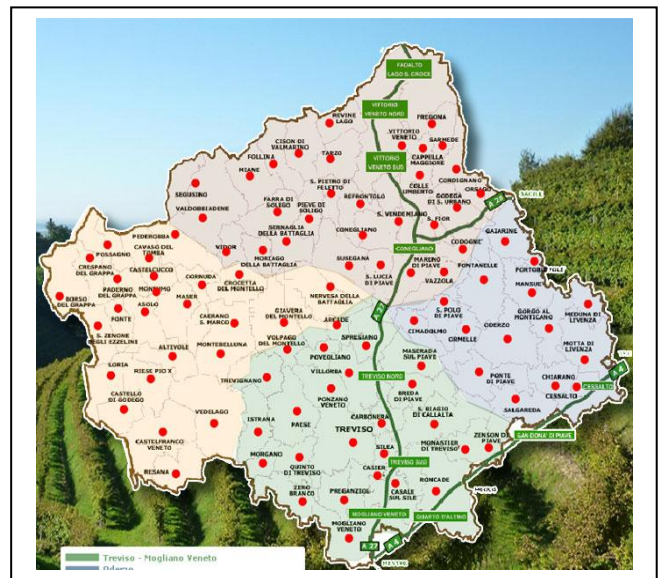 FADALTO
LAGO S. CROCE
VITTORIO
VENETO NORD
REVINE
LAGO
FREGONA
VITTORIO
VENETO
SARMEDE
CISON DI
VALMARINO
TARZO
FOLLINA
MIANE
VITTORIO
VENETO SUD
CAPPELLA
MAGGIORE
CORDIGNANO
COLLE
UMBERTO
SEGUSINO
S. PIETRO DI
FELETTO
REFRONTOLO
GODEGA
DI S. URBANO
ORSAGO
SACILE
A 28
VALDOBBIADENE
FARRA DI
SOLIGO
PIEVE DI
SOLIGO
S. VENDEMIANO
S. FIOR
SERNAGLIA
DELLA BATTAGLIA
CONEGLIANO
CONEGLIANO
CODOGNE'
GAIARINE
PEDEROBBA
VIDOR
MORIAGO
DELLA BATTAGLIA
SUSEGANA
S. LUCIA
DI PIAVE
MARENO
DI PIAVE
VAZZOLA
FONTANELLE
MANSUE'
POSSAGNO
CAVASO DEL
TOMBA
CRESPANO
DEL GRAPPA
CASTELCUCCO
CORNUDA
CROCETTA
DEL MONTELLO
PADERNO
DEL GRAPPA
BORSO
DEL GRAPPA
ASOLO
MASER
NERVESA DELLA
BATTAGLIA
A 27
S. POLO
DI PIAVE
GORGO AL
MONTICANO
MEDUNA DI
LIVENZA
FONTE
CAERANO
S. MARCO
GIAVERA
DEL MONTELLO
ARCADE
CIMADOLMO
ORMELLE
ODERZO
MOTTA DI
LIVENZA
S. ZENONE
DEGLI EZZELINI
ALTIVOLE
MONTEBELLUNA
VOLPAGO
DEL MONTELLO
SPRESIANO
POVEGLIANO
MASERADA
SUL PIAVE
LORIA
RIESE PIO X
TREVIGNANO
VILLORBA
TREVISO NORD
PONTE
DI PIAVE
CHIARANO
CESSALTO
CESSALTO
A 4
CASTELLO
DI GODEGO
PONZANO
VENETO
BREDA
DI PIAVE
SALGAREDA
VEDELAGO
ISTRANA
PAESE
CARBONERA
S. BIAGIO
DI CALLALTA
CASTELFRANCO
VENETO
TREVISO
SILEA
MONASTIER
DI TREVISO
ZENSON DI
PIAVE
SAN DONA' DI PIAVE
RESANA
MORGANO
QUINTO
DI TREVISO
CASIER
TREVISO SUD
RONCADE
ZERO
BRANCO
PREGANZIOL
CASALE
SUL SILE
MOGLIANO
VENETO
MOGLIANO VENETO
QUARTO D'ALTINO
A 27
A 4
MESTRE
Treviso - Mogliano Veneto
Oderzo